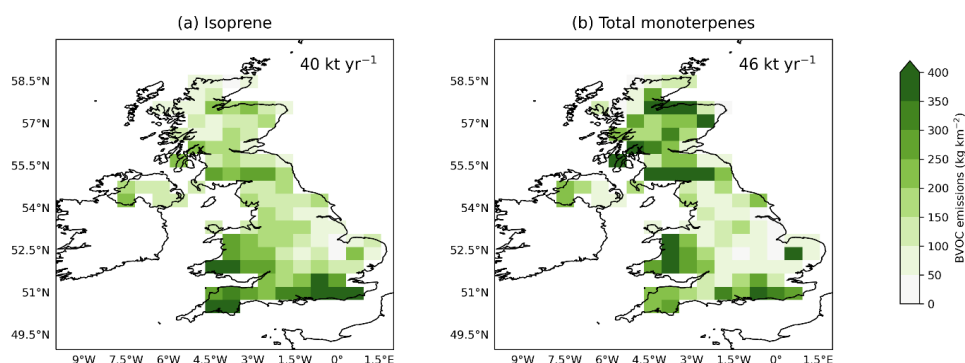 (a) Isoprene
(b) Total monoterpenes
40 kt yr⁻¹
46 kt yr⁻¹
58.5°N
57°N
55.5°N
54°N
52.5°N
51°N
49.5°N
9°W 7.5°W 6°W 4.5°W 3°W 1.5°W 0° 1.5°E
58.5°N
57°N
55.5°N
54°N
52.5°N
51°N
49.5°N
9°W 7.5°W 6°W 4.5°W 3°W 1.5°W 0° 1.5°E
400
350
300
250
200
150
100
50
0
BVOC emissions (kg km⁻²)